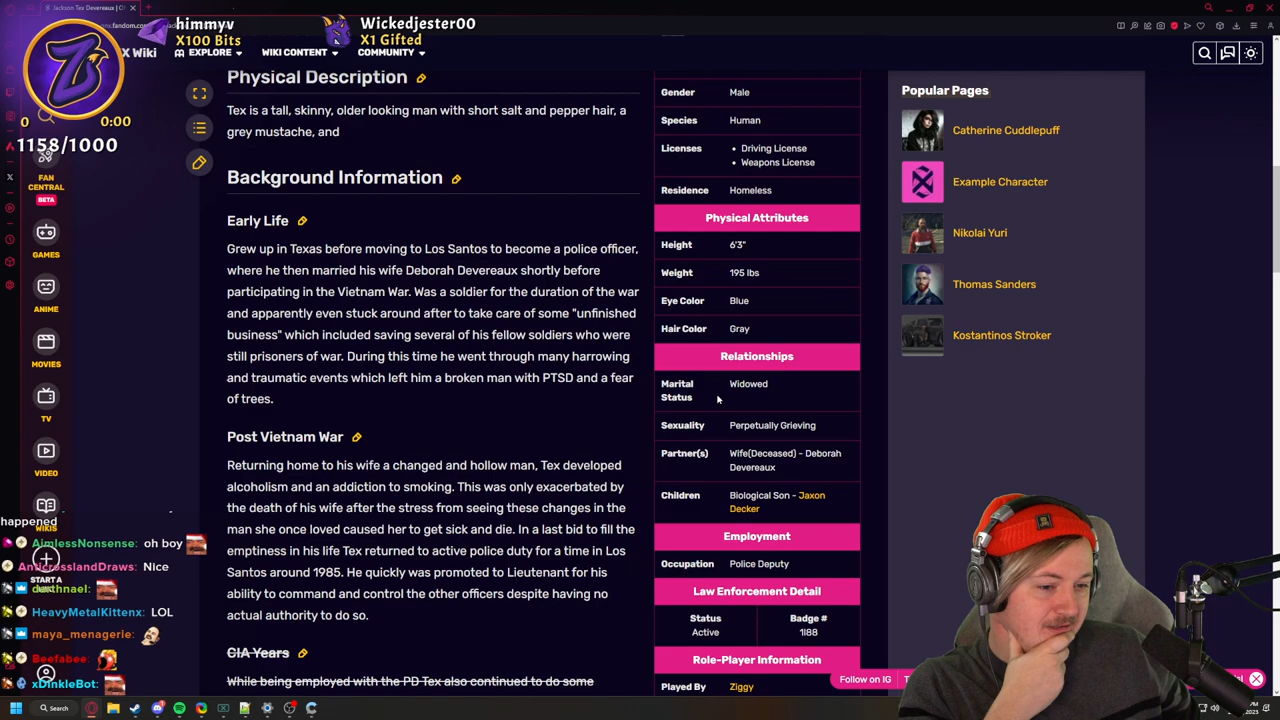 Jackson Tex Devereaux | Ch
himmyv
X100 Bits
Wickedjester00
X1 Gifted
x.fandom.com
X Wiki
EXPLORE
WIKI CONTENT
COMMUNITY
0
0:00
1158/1000
FAN CENTRAL
BETA
GAMES
ANIME
MOVIES
TV
VIDEO
WIKIS
START A
Physical Description
Tex is a tall, skinny, older looking man with short salt and pepper hair, a
grey mustache, and
Background Information
Early Life
Grew up in Texas before moving to Los Santos to become a police officer,
where he then married his wife Deborah Devereaux shortly before
participating in the Vietnam War. Was a soldier for the duration of the war
and apparently even stuck around after to take care of some "unfinished
business" which included saving several of his fellow soldiers who were
still prisoners of war. During this time he went through many harrowing
and traumatic events which left him a broken man with PTSD and a fear
of trees.
Post Vietnam War
Returning home to his wife a changed and hollow man, Tex developed
alcoholism and an addiction to smoking. This was only exacerbated by
the death of his wife after the stress from seeing these changes in the
man she once loved caused her to get sick and die. In a last bid to fill the
emptiness in his life Tex returned to active police duty for a time in Los
Santos around 1985. He quickly was promoted to Lieutenant for his
ability to command and control the other officers despite having no
actual authority to do so.
CIA Years
While being employed with the PD Tex also continued to do some
Gender Male
Species Human
Licenses • Driving License
• Weapons License
Residence Homeless
Physical Attributes
Height 6'3"
Weight 195 lbs
Eye Color Blue
Hair Color Gray
Relationships
Marital Status Widowed
Sexuality Perpetually Grieving
Partner(s) Wife(Deceased) - Deborah
Devereaux
Children Biological Son - Jaxon
Decker
Employment
Occupation Police Deputy
Law Enforcement Detail
Status Badge #
Active 1I88
Role-Player Information
Played By Ziggy
Popular Pages
Catherine Cuddlepuff
Example Character
Nikolai Yuri
Thomas Sanders
Kostantinos Stroker
happened
AimlessNonsense: oh boy
AnticrosslandDraws: Nice
duuthnael:
HeavyMetalKittenx: LOL
maya_menagerie:
Beefabee:
xDinkleBot:
Follow on IG
Search